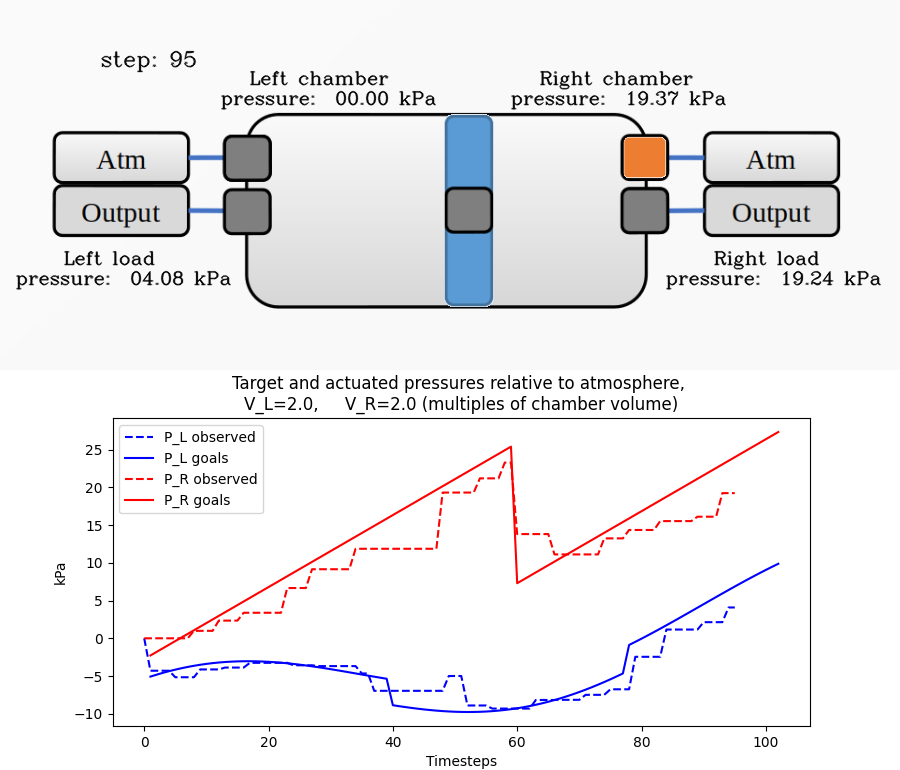 step: 95
Left chamber
pressure: 00.00 kPa
Right chamber
pressure: 19.37 kPa
Atm
Output
Atm
Output
Left load
pressure: 04.08 kPa
Right load
pressure: 19.24 kPa
Target and actuated pressures relative to atmosphere,
V_L=2.0, V_R=2.0 (multiples of chamber volume)
P_L observed
P_L goals
P_R observed
P_R goals
kPa
25
20
15
10
5
0
−5
−10
0 20 40 60 80 100
Timesteps